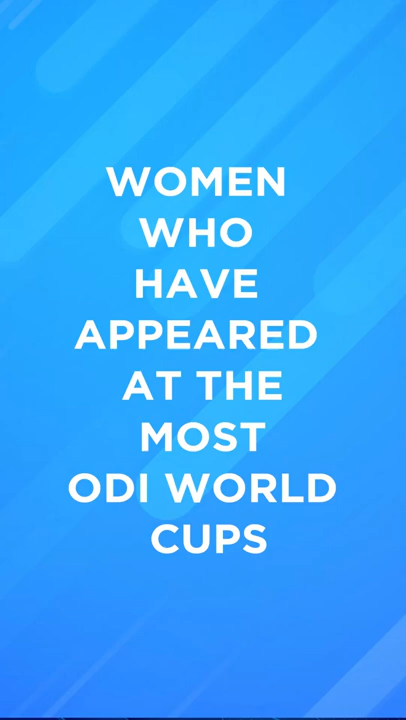 WOMEN
WHO
HAVE
APPEARED
AT THE
MOST
ODI WORLD
CUPS